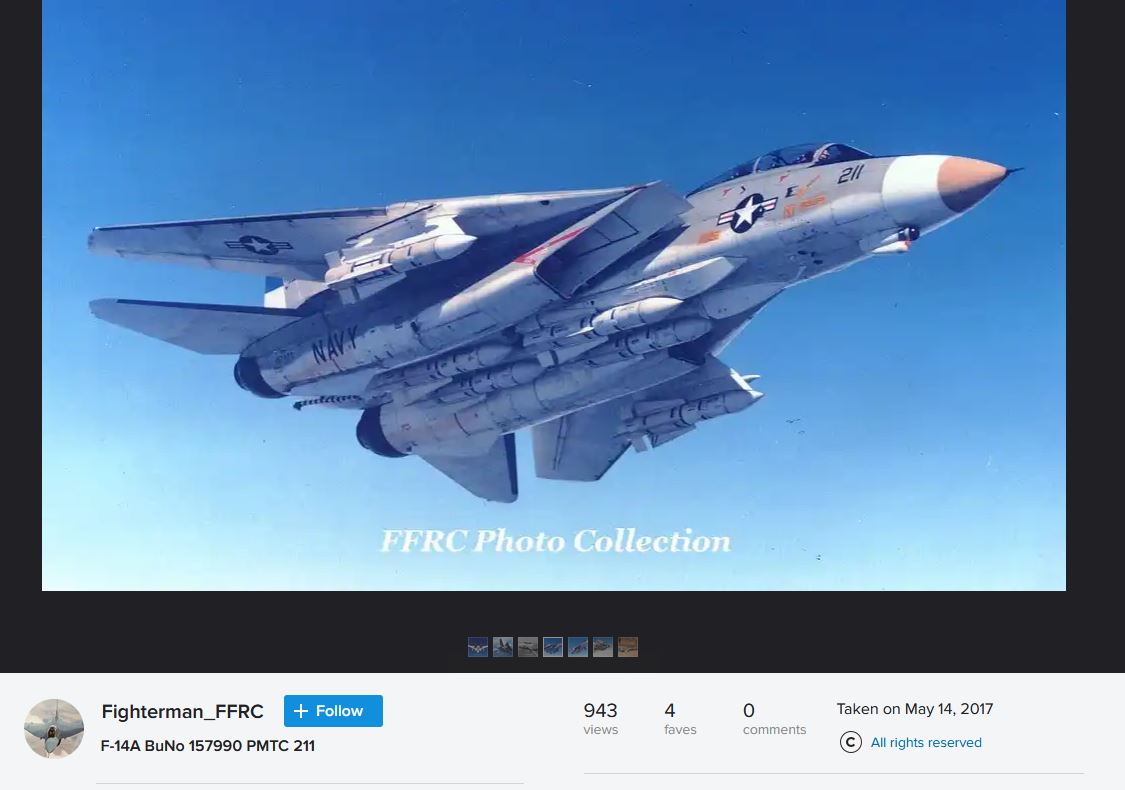 211
NAVY
FFRC Photo Collection
Fighterman_FFRC
+ Follow
F-14A BuNo 157990 PMTC 211
943
views
4
faves
0
comments
Taken on May 14, 2017
© All rights reserved